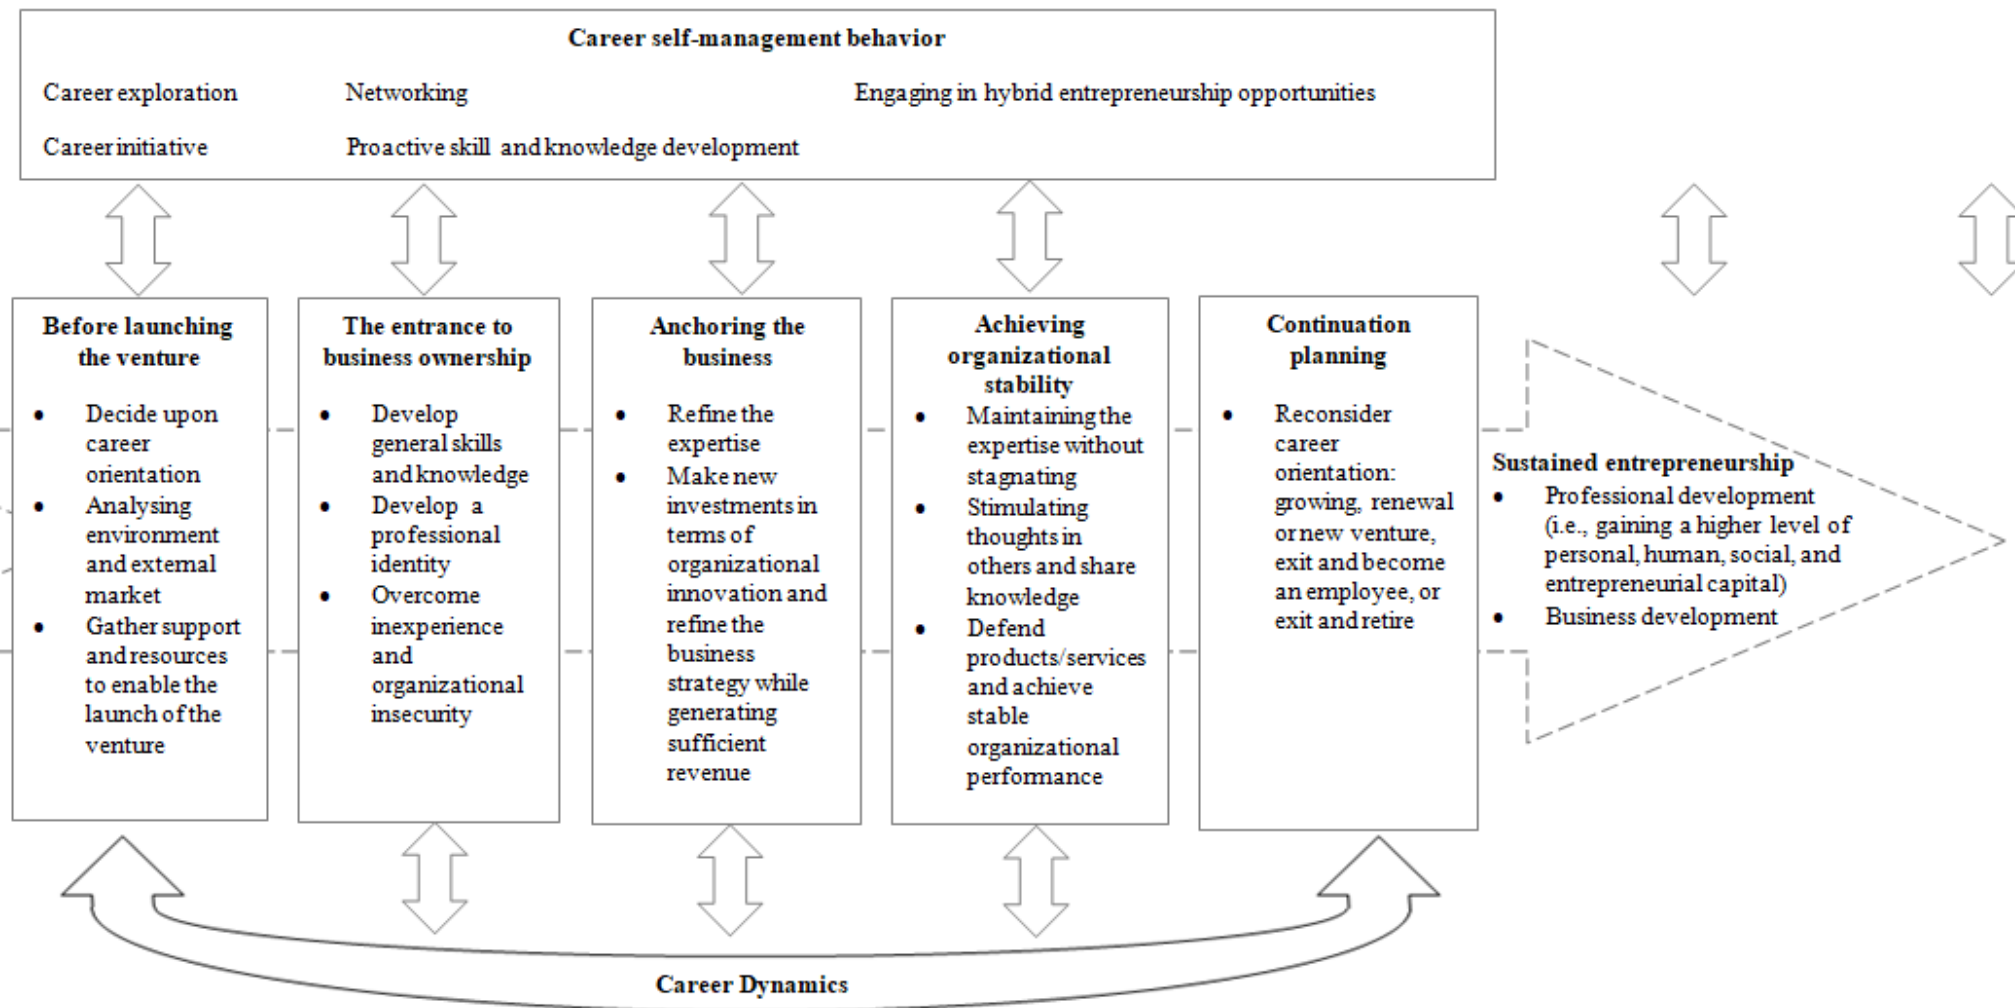 Career self-management behavior
Career exploration
Networking
Engaging in hybrid entrepreneurship opportunities
Career initiative
Proactive skill and knowledge development
Before launching
the venture
• Decide upon
career
orientation
• Analysing
environment
and external
market
• Gather support
and resources
to enable the
launch of the
venture
The entrance to
business ownership
• Develop
general skills
and knowledge
• Develop a
professional
identity
• Overcome
inexperience
and
organizational
insecurity
Anchoring the
business
• Refine the
expertise
• Make new
investments in
terms of
organizational
innovation and
refine the
business
strategy while
generating
sufficient
revenue
Achieving
organizational
stability
• Maintaining the
expertise without
stagnating
• Stimulating
thoughts in
others and share
knowledge
• Defend
products/services
and achieve
stable
organizational
performance
Continuation
planning
• Reconsider
career
orientation:
growing, renewal
or new venture,
exit and become
an employee, or
exit and retire
Sustained entrepreneurship
• Professional development
(i.e., gaining a higher level of
personal, human, social, and
entrepreneurial capital)
• Business development
Career Dynamics